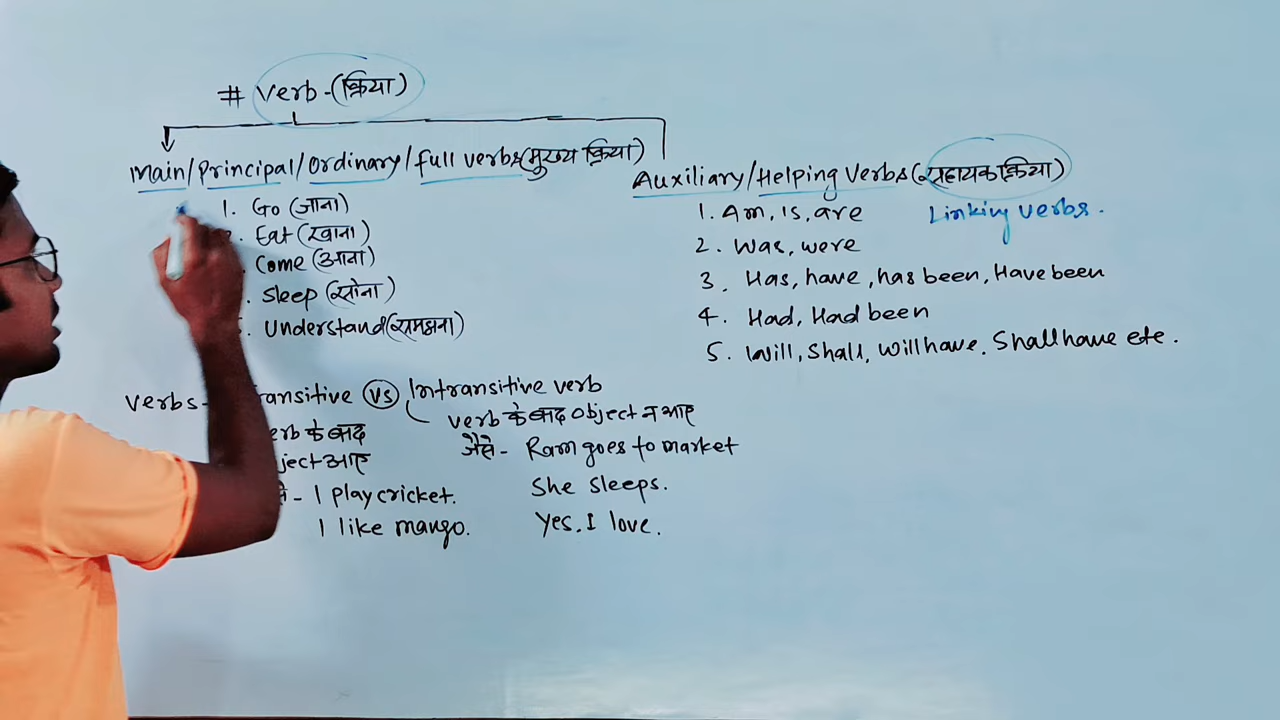 # Verb - (क्रिया)
Main/Principal/Ordinary/full verbs(मुख्य क्रिया)
1. Go (जाना)
Eat (खाना)
Come (आना)
Sleep (सोना)
Understand(समझना)
Auxiliary/Helping Verbs(सहायक क्रिया)
1. Am, is, are
Linking verbs.
2. Was, were
3. Has, have, has been, Have been
4. Had, Had been
5. Will, Shall, Will have, Shall have etc.
Verbs- ansitive VS Intransitive verb
erb के बाद
ject आए
- I play cricket.
I like mango.
verb के बाद object न आए
जैसे - Ram goes to market
She sleeps.
Yes, I love.